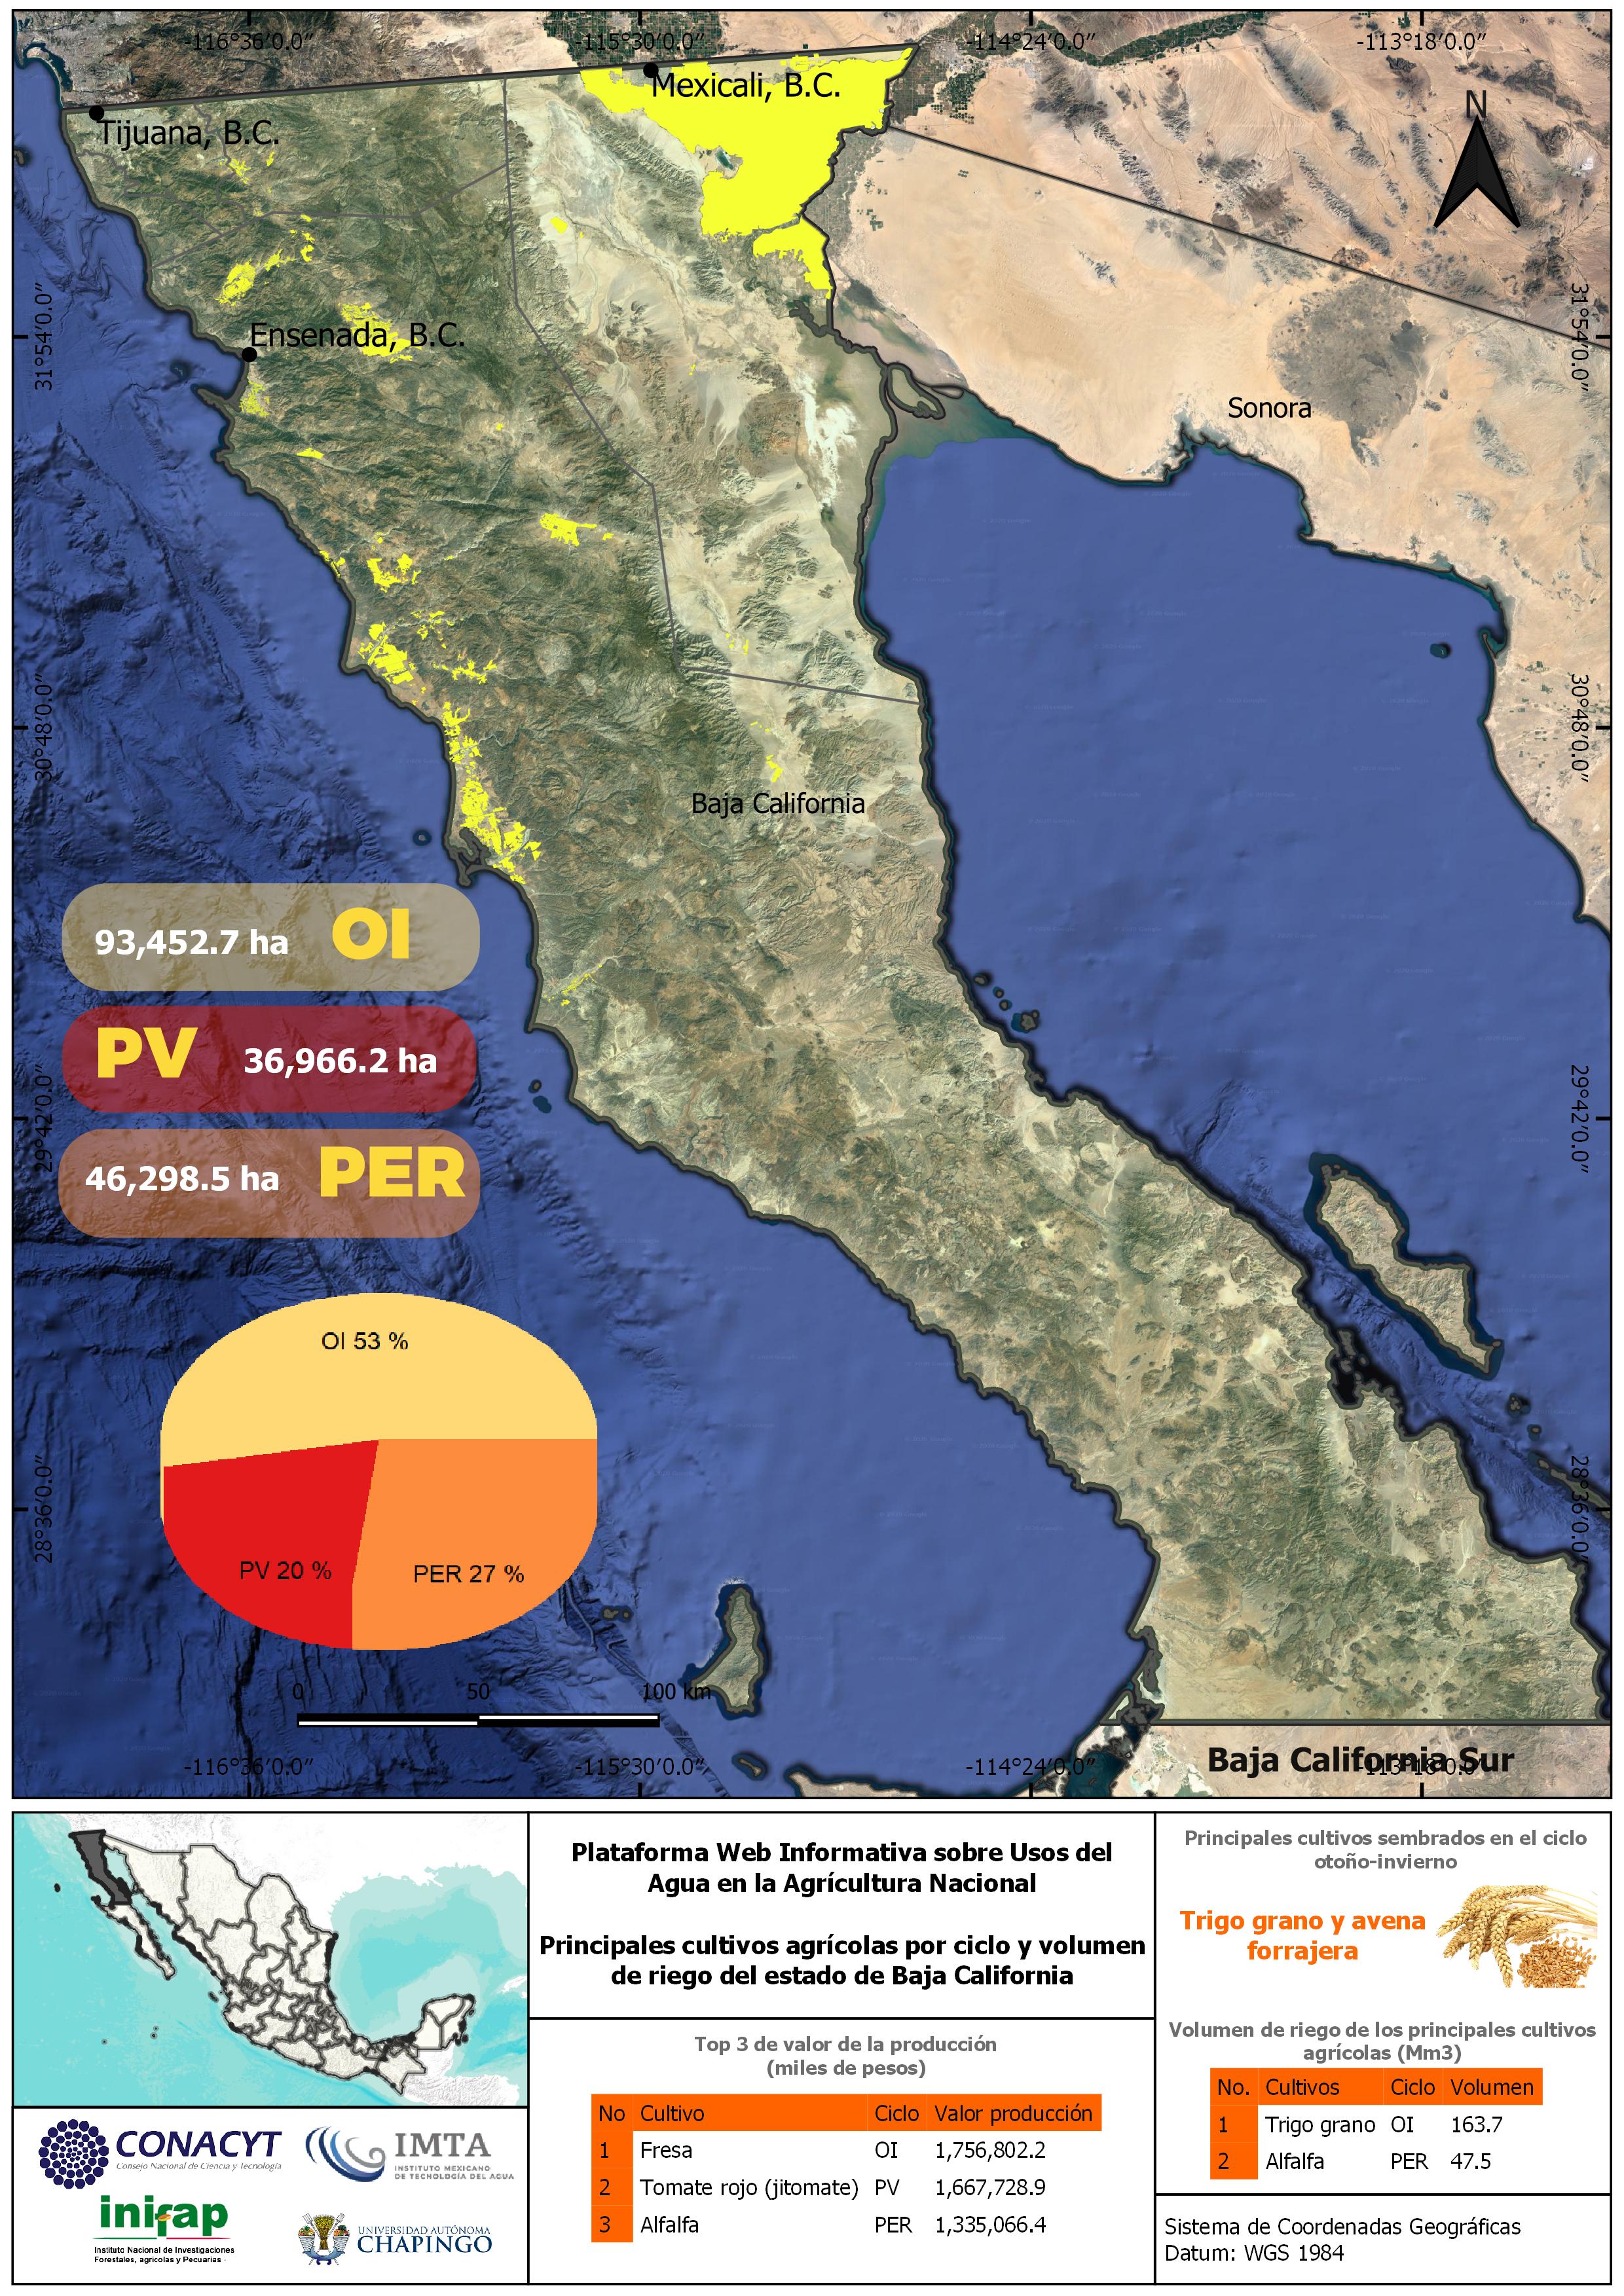 -116°36′0.0″
-115°30′0.0″
-114°24′0.0″
-113°18′0.0″
Mexicali, B.C.
Tijuana, B.C.
N
31°54′0.0″
31°54′0.0″
Ensenada, B.C.
Sonora
30°48′0.0″
30°48′0.0″
Baja California
93,452.7 ha OI
PV 36,966.2 ha
46,298.5 ha PER
29°42′0.0″
29°42′0.0″
OI 53 %
PV 20 %
PER 27 %
28°36′0.0″
28°36′0.0″
0 50 100 km
-116°36′0.0″
-115°30′0.0″
-114°24′0.0″
-113°18′0.0″
Baja California Sur
Plataforma Web Informativa sobre Usos del
Agua en la Agrícultura Nacional
Principales cultivos agrícolas por ciclo y volumen
de riego del estado de Baja California
Top 3 de valor de la producción
(miles de pesos)
No Cultivo Ciclo Valor producción
1 Fresa OI 1,756,802.2
2 Tomate rojo (jitomate) PV 1,667,728.9
3 Alfalfa PER 1,335,066.4
Principales cultivos sembrados en el ciclo
otoño-invierno
Trigo grano y avena
forrajera
Volumen de riego de los principales cultivos
agrícolas (Mm3)
No. Cultivos Ciclo Volumen
1 Trigo grano OI 163.7
2 Alfalfa PER 47.5
Sistema de Coordenadas Geográficas
Datum: WGS 1984
CONACYT
Consejo Nacional de Ciencia y Tecnología
IMTA
INSTITUTO MEXICANO
DE TECNOLOGÍA DEL AGUA
inifap
Instituto Nacional de Investigaciones
Forestales, agrícolas y Pecuarias
UNIVERSIDAD AUTÓNOMA
CHAPINGO